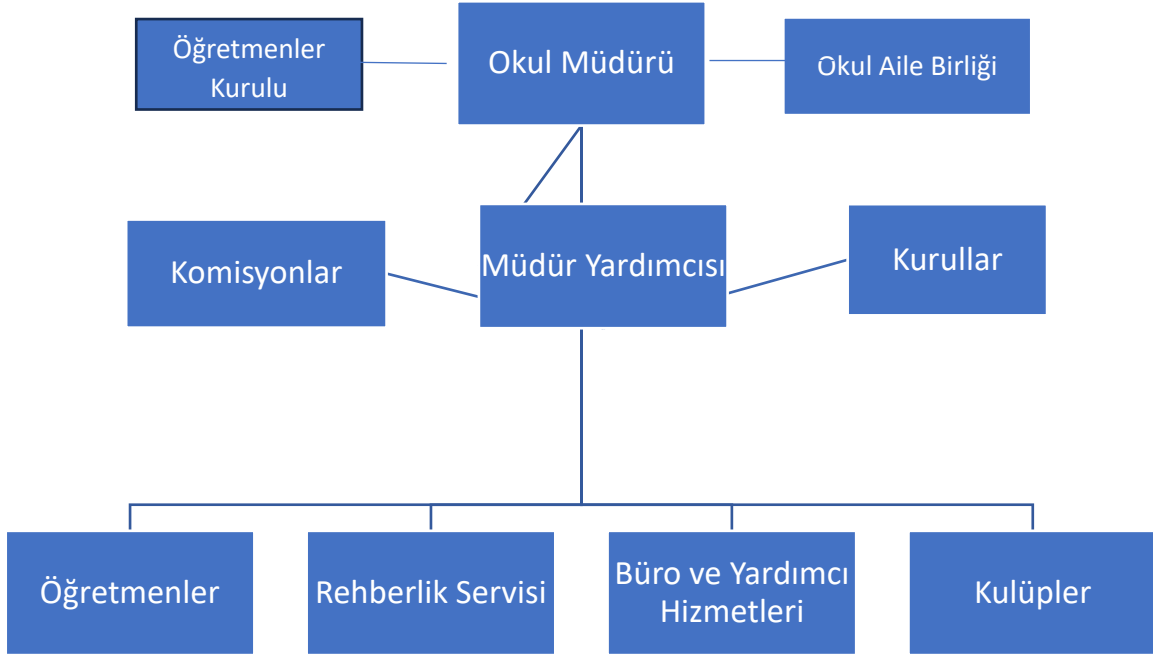 Öğretmenler
Kurulu
Okul Müdürü
Okul Aile Birliği
Komisyonlar
Müdür Yardımcısı
Kurullar
Öğretmenler
Rehberlik Servisi
Büro ve Yardımcı
Hizmetleri
Kulüpler